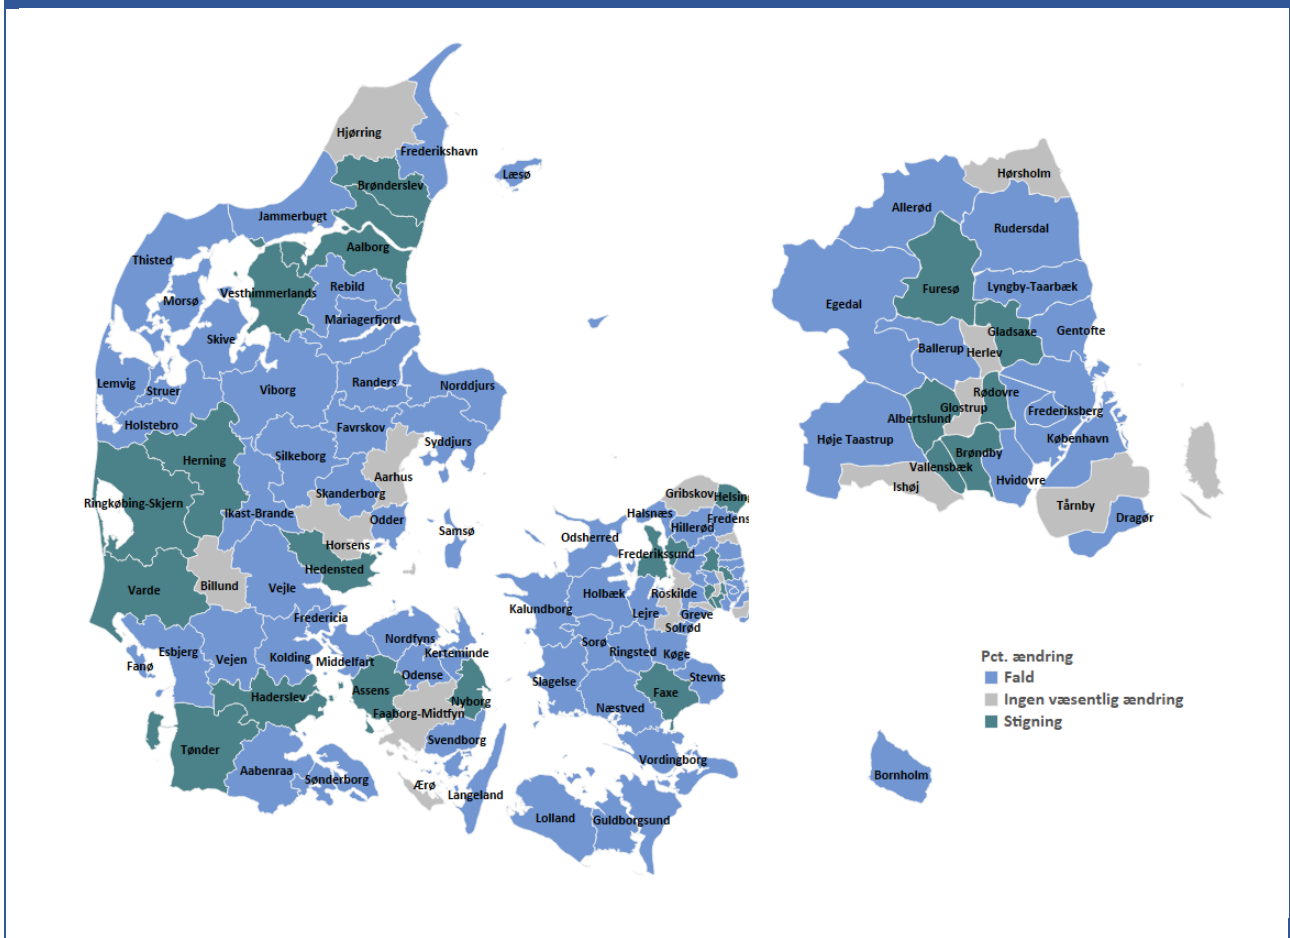 Hjørring
Frederikshavn
Læsø
Brønderslev
Jammerbugt
Aalborg
Thisted
Vesthimmerlands
Rebild
Morsø
Mariagerfjord
Skive
Lemvig
Struer
Viborg
Randers
Norddjurs
Holstebro
Favrskov
Syddjurs
Herning
Silkeborg
Aarhus
Skanderborg
Ringkøbing-Skjern
Ikast-Brande
Odder
Samsø
Horsens
Hedensted
Varde
Billund
Vejle
Fredericia
Esbjerg
Fanø
Vejen
Kolding
Middelfart
Nordfyns
Kerteminde
Odense
Haderslev
Assens
Nyborg
Faaborg-Midtfyn
Svendborg
Tønder
Aabenraa
Sønderborg
Ærø
Langeland
Gribskov
Helsing
Halsnæs
Hillerød
Fredens
Odsherred
Frederikssund
Kalundborg
Holbæk
Roskilde
Lejre
Greve
Solrød
Sorø
Ringsted
Køge
Slagelse
Stevns
Faxe
Næstved
Vordingborg
Lolland
Guldborgsund
Hørsholm
Allerød
Rudersdal
Furesø
Lyngby-Taarbæk
Egedal
Gladsaxe
Gentofte
Ballerup
Herlev
Rødovre
Glostrup
Albertslund
Frederiksberg
Høje Taastrup
København
Brøndby
Vallensbæk
Hvidovre
Ishøj
Tårnby
Dragør
Pct. ændring
Fald
Ingen væsentlig ændring
Stigning
Bornholm